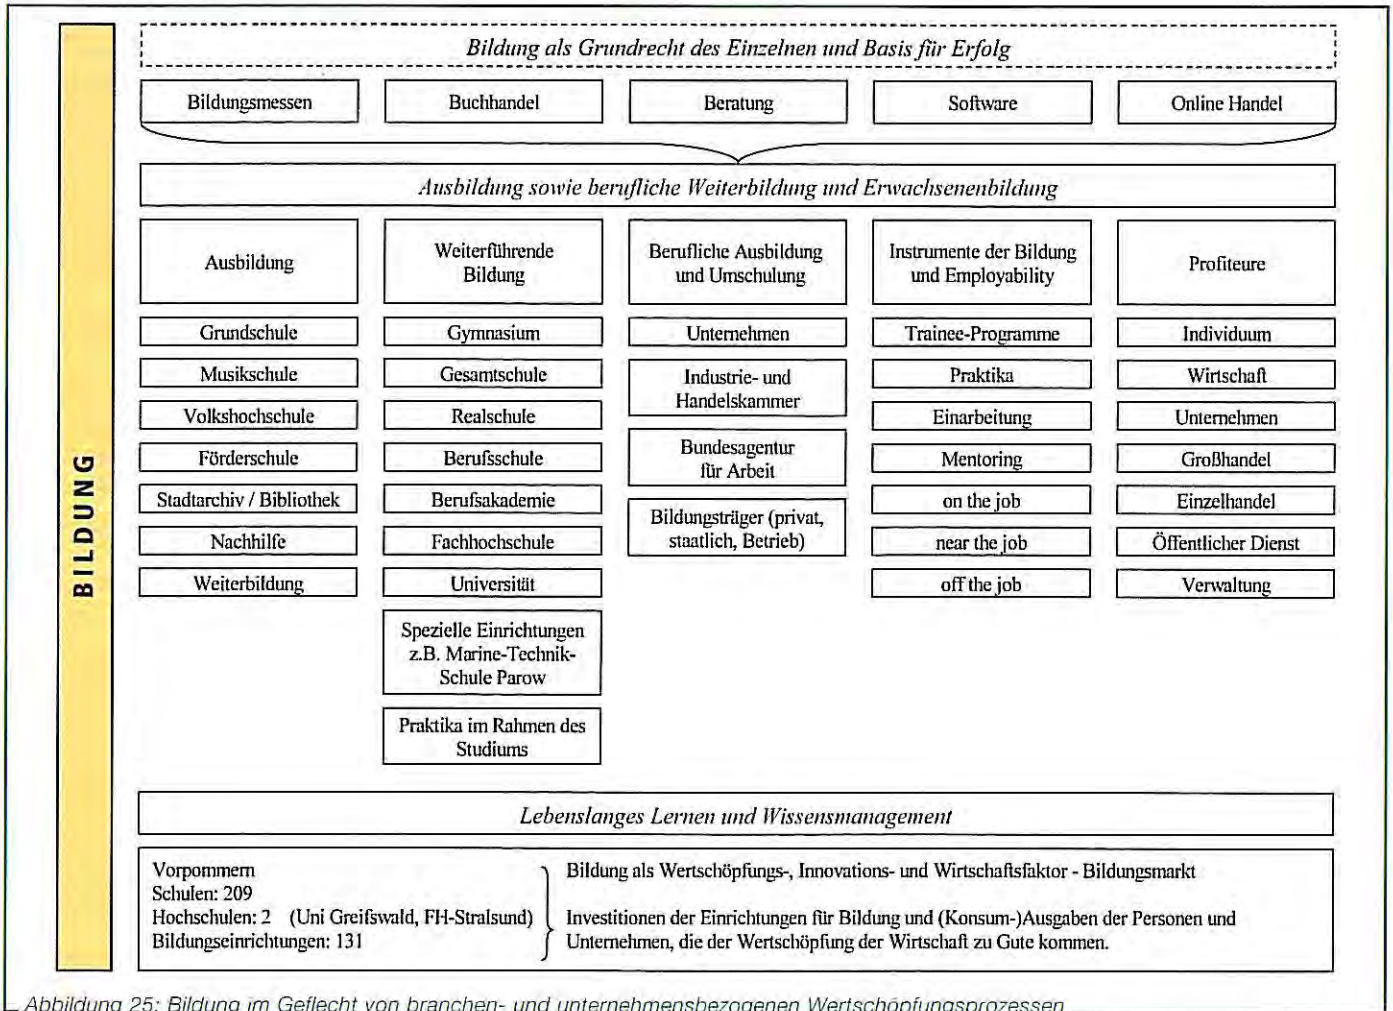 BILDUNG
Bildung als Grundrecht des Einzelnen und Basis für Erfolg
Bildungsmessen
Buchhandel
Beratung
Software
Online Handel
Ausbildung sowie berufliche Weiterbildung und Erwachsenenbildung
Ausbildung
Grundschule
Musikschule
Volkshochschule
Förderschule
Stadtarchiv / Bibliothek
Nachhilfe
Weiterbildung
Weiterführende
Bildung
Gymnasium
Gesamtschule
Realschule
Berufsschule
Berufsakademie
Fachhochschule
Universität
Spezielle Einrichtungen
z.B. Marine-Technik-
Schule Parow
Praktika im Rahmen des
Studiums
Berufliche Ausbildung
und Umschulung
Unternehmen
Industrie- und
Handelskammer
Bundesagentur
für Arbeit
Bildungsträger (privat,
staatlich, Betrieb)
Instrumente der Bildung
und Employability
Trainee-Programme
Praktika
Einarbeitung
Mentoring
on the job
near the job
off the job
Profiteure
Individuum
Wirtschaft
Unternehmen
Großhandel
Einzelhandel
Öffentlicher Dienst
Verwaltung
Lebenslanges Lernen und Wissensmanagement
Vorpommern
Schulen: 209
Hochschulen: 2 (Uni Greifswald, FH-Stralsund)
Bildungseinrichtungen: 131
Bildung als Wertschöpfungs-, Innovations- und Wirtschaftsfaktor - Bildungsmarkt
Investitionen der Einrichtungen für Bildung und (Konsum-)Ausgaben der Personen und
Unternehmen, die der Wertschöpfung der Wirtschaft zu Gute kommen.
Abbildung 25: Bildung im Geflecht von branchen- und unternehmensbezogenen Wertschöpfungsprozessen